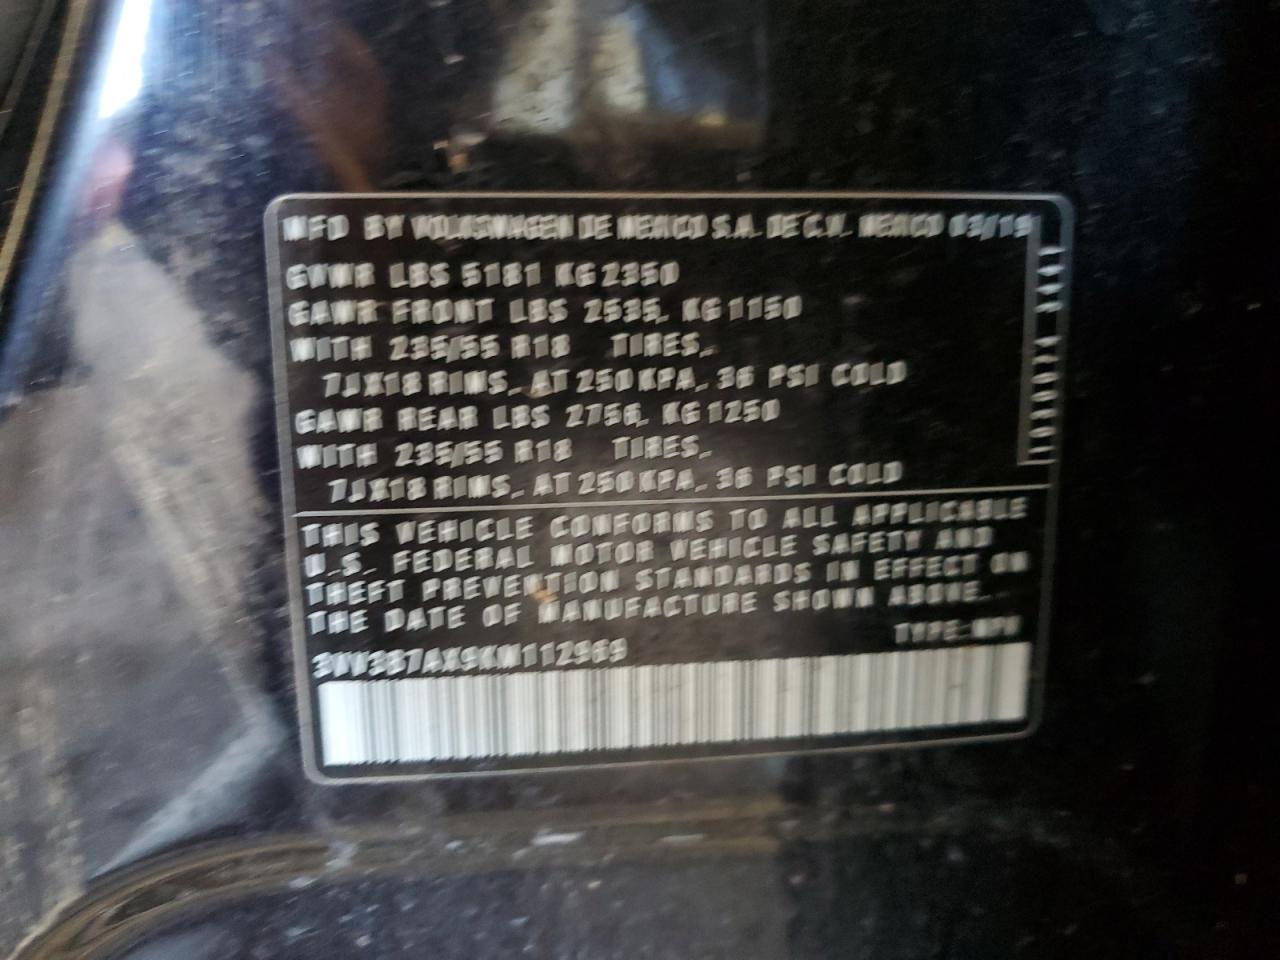 MFD BY VOLKSWAGEN DE MEXICO S.A. DE C.V. MEXICO 03/19
GVWR LBS 5181 KG 2350
GAWR FRONT LBS 2535, KG 1150
WITH 235/55 R18 TIRES,
7JX18 RIMS, AT 250 KPA, 36 PSI COLD
GAWR REAR LBS 2756, KG 1250
WITH 235/55 R18 TIRES,
7JX18 RIMS, AT 250 KPA, 36 PSI COLD
THIS VEHICLE CONFORMS TO ALL APPLICABLE
U.S. FEDERAL MOTOR VEHICLE SAFETY AND
THEFT PREVENTION STANDARDS IN EFFECT ON
THE DATE OF MANUFACTURE SHOWN ABOVE.
TYPE: MPV
3VV3B7AX9KM112969